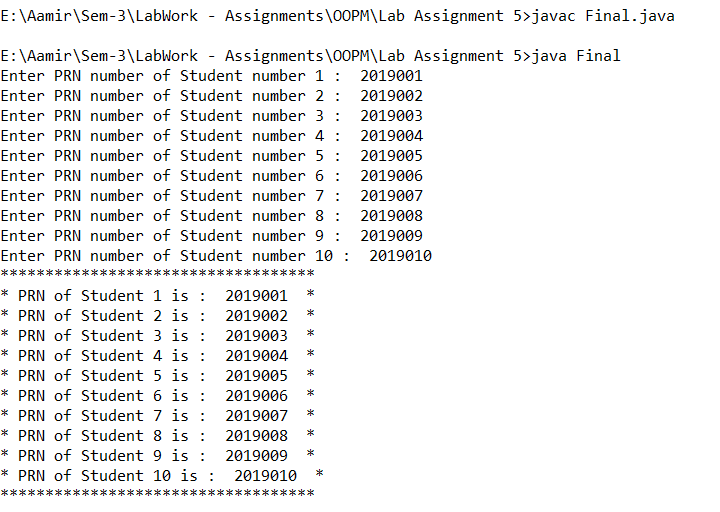 E:\Aamir\Sem-3\LabWork - Assignments\OOPM\Lab Assignment 5>javac Final.java
E:\Aamir\Sem-3\LabWork - Assignments\OOPM\Lab Assignment 5>java Final
Enter PRN number of Student number 1 :  2019001
Enter PRN number of Student number 2 :  2019002
Enter PRN number of Student number 3 :  2019003
Enter PRN number of Student number 4 :  2019004
Enter PRN number of Student number 5 :  2019005
Enter PRN number of Student number 6 :  2019006
Enter PRN number of Student number 7 :  2019007
Enter PRN number of Student number 8 :  2019008
Enter PRN number of Student number 9 :  2019009
Enter PRN number of Student number 10 :  2019010
***********************************
* PRN of Student 1 is :  2019001  *
* PRN of Student 2 is :  2019002  *
* PRN of Student 3 is :  2019003  *
* PRN of Student 4 is :  2019004  *
* PRN of Student 5 is :  2019005  *
* PRN of Student 6 is :  2019006  *
* PRN of Student 7 is :  2019007  *
* PRN of Student 8 is :  2019008  *
* PRN of Student 9 is :  2019009  *
* PRN of Student 10 is :  2019010  *
***********************************